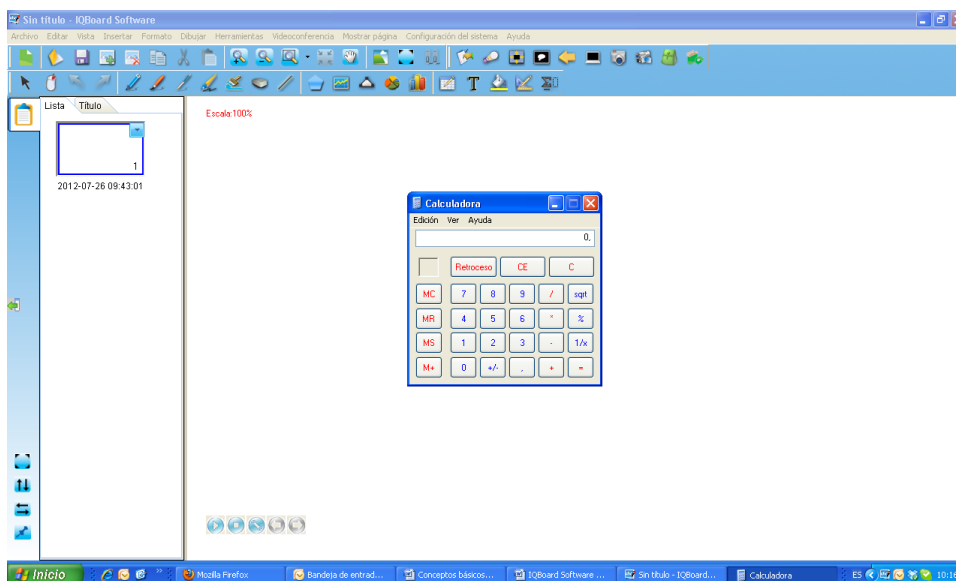 Sin título - IQBoard Software
Archivo Editar Vista Insertar Formato Dibujar Herramientas Videoconferencia Mostrar página Configuración del sistema Ayuda
T
Lista Título
Escala:100%
1
2012-07-26 09:43:01
Calculadora
Edición Ver Ayuda
0,
Retroceso CE C
MC 7 8 9 / sqrt
MR 4 5 6 * %
MS 1 2 3 - 1/x
M+ 0 +/- , + =
Inicio Mozilla Firefox Bandeja de entrad... Conceptos básicos... IQBoard Software ... Sin título - IQBoard... Calculadora ES 10:16